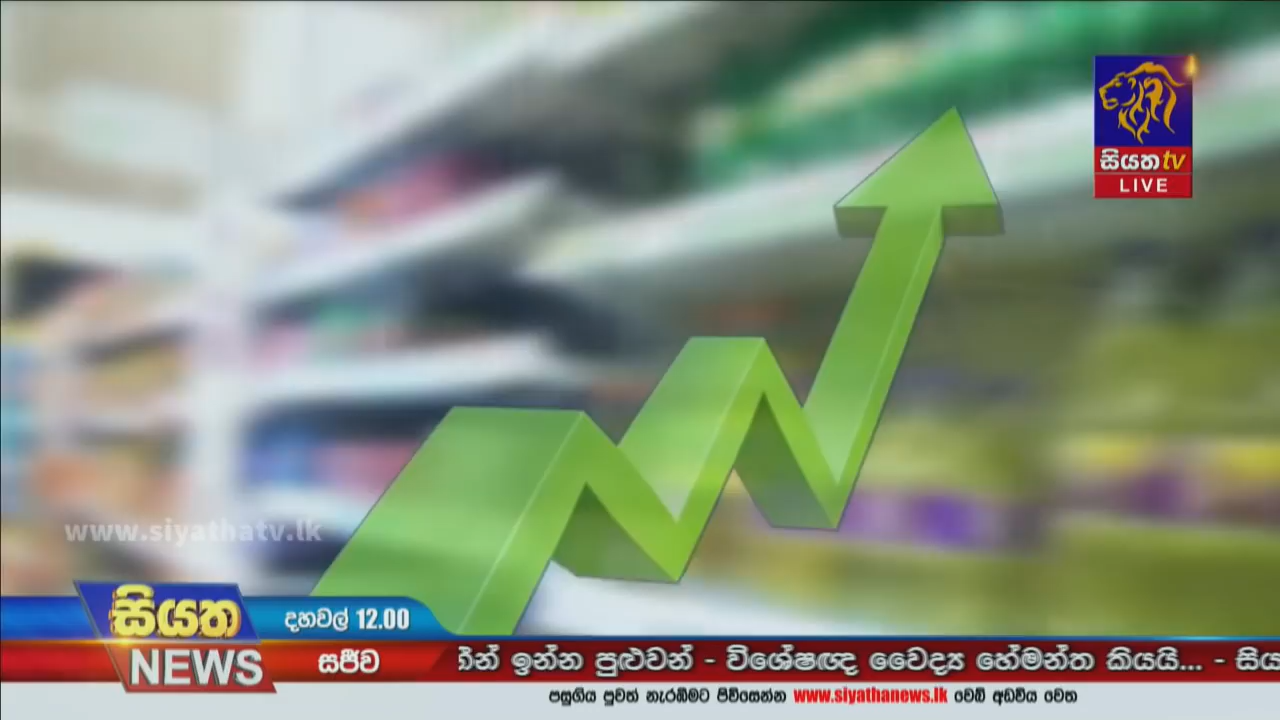 සියත tv
LIVE
www.siyathatv.lk
සියත
දහවල් 12.00
NEWS
සජීව
ඉන්න පුළුවන් - විශේෂඥ වෛද්‍ය හේමන්ත කියයි... -
පසුගිය පුවත් නැරඹීමට පිවිසෙන්න www.siyathanews.lk වෙබ් අඩවිය වෙත